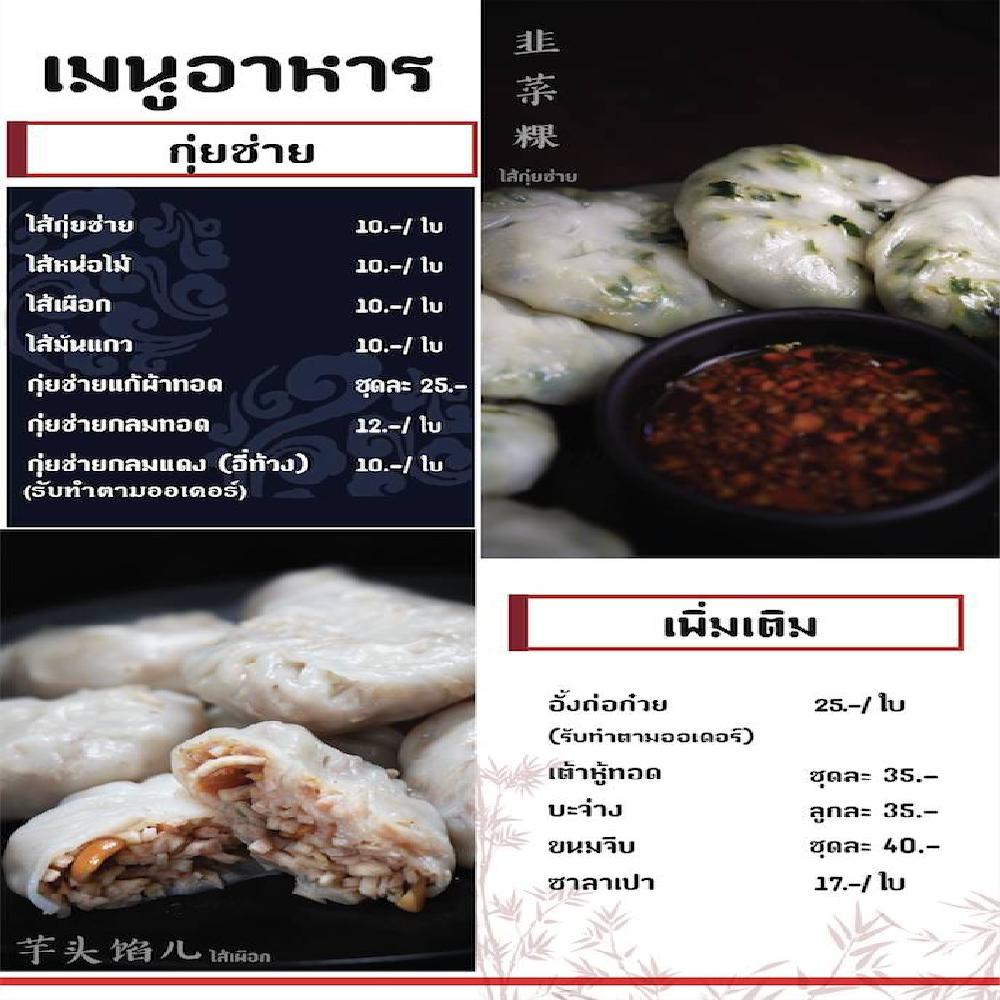 เมนูอาหาร
กุ่ยช่าย
ไส้กุ่ยช่าย 10.-/ ใบ
ไส้หน่อไม้ 10.-/ ใบ
ไส้เผือก 10.-/ ใบ
ไส้มันแกว 10.-/ ใบ
กุ่ยช่ายแก้ผ้าทอด ชุดละ 25.-
กุ่ยช่ายกลมทอด 12.-/ ใบ
กุ่ยช่ายกลมแดง (อี๋ท้วง) 10.-/ ใบ
(รับทำตามออเดอร์)
韭
菜
粿
ไส้กุ่ยช่าย
芋头馅儿 ไส้เผือก
เพิ่มเติม
อั้งถ่อก๋วย 25.-/ ใบ
(รับทำตามออเดอร์)
เต้าหู้ทอด ชุดละ 35.-
บะจ่าง ลูกละ 35.-
ขนมจีบ ชุดละ 40.-
ซาลาเปา 17.-/ ใบ